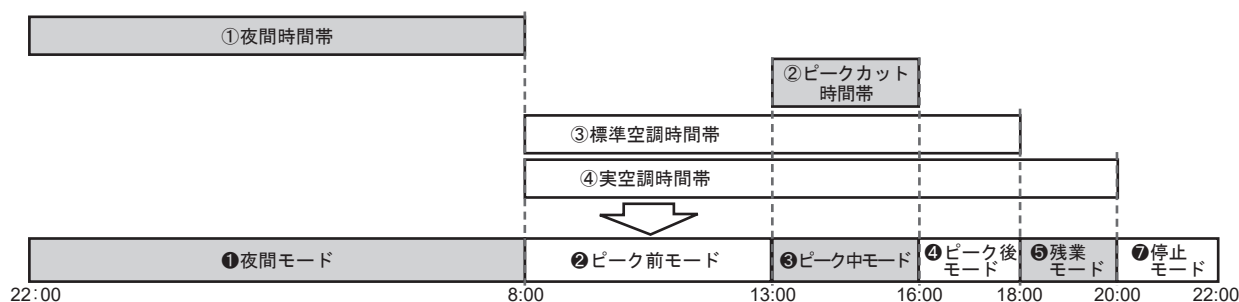 ①夜間時間帯
②ピークカット
時間帯
③標準空調時間帯
④実空調時間帯
❶夜間モード
❷ピーク前モード
❸ピーク中モード
❹ピーク後
モード
❺残業
モード
❼停止
モード
22:00
8:00
13:00
16:00
18:00
20:00
22:00